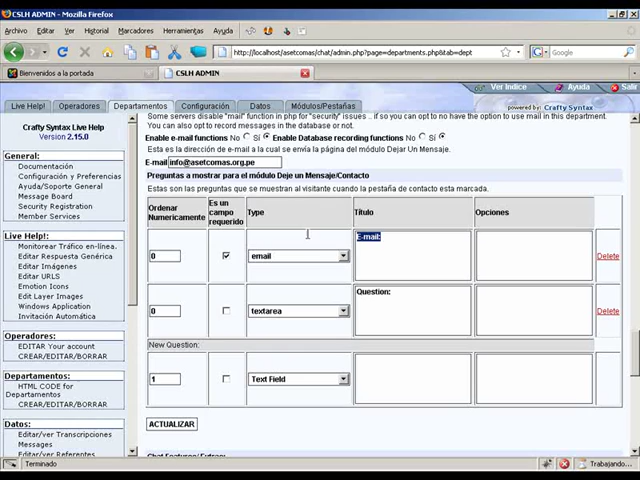 CSLH ADMIN - Mozilla Firefox
Archivo Editar Ver Historial Marcadores Herramientas Ayuda
http://localhost/asetcomas/chat/admin.php?page=departments.php&tab=dept
Google
Bienvenidos a la portada
CSLH ADMIN
Ver Indice Ayuda Salir
Live Help! Operadores Departamentos Configuración Datos Módulos/Pestañas
powered by: Crafty Syntax
Crafty Syntax Live Help
Version 2.15.0
General:
Documentación
Configuración y Preferencias
Ayuda/Soporte General
Message Board
Security Registration
Member Services
Live Help!:
Monitorear Tráfico en-línea.
Editar Respuesta Genérica
Editar Imágenes
Editar URLS
Emotion Icons
Edit Layer Images
Windows Application
Invitación Automática
Operadores:
EDITAR Your account
CREAR/EDITAR/BORRAR
Departamentos:
HTML CODE for Departamentos
CREAR/EDITAR/BORRAR
Datos:
Editar/ver Transcripciones
Messages
Editar/ver Referentes
Some servers disable "mail" function in php for "security" issues .. if so you can opt to not have the option to use mail in this department.
You can also opt to record messages in the database or not.
Enable e-mail functions No Sí Enable Database recording functions No Sí
Esta es la dirección de e-mail a la cual se envía la página del módulo Dejar Un Mensaje.
E-mail info@asetcomas.org.pe
Preguntas a mostrar para el módulo Deje un Mensaje/Contacto
Estas son las preguntas que se muestran al visitante cuando la pestaña de contacto esta marcada.
Ordenar Numericamente
Es un campo requerido
Type
Título
Opciones
0 email E-mail: Delete
0 textarea Question: Delete
New Question:
1 Text Field
ACTUALIZAR
Terminado
Trabajando...